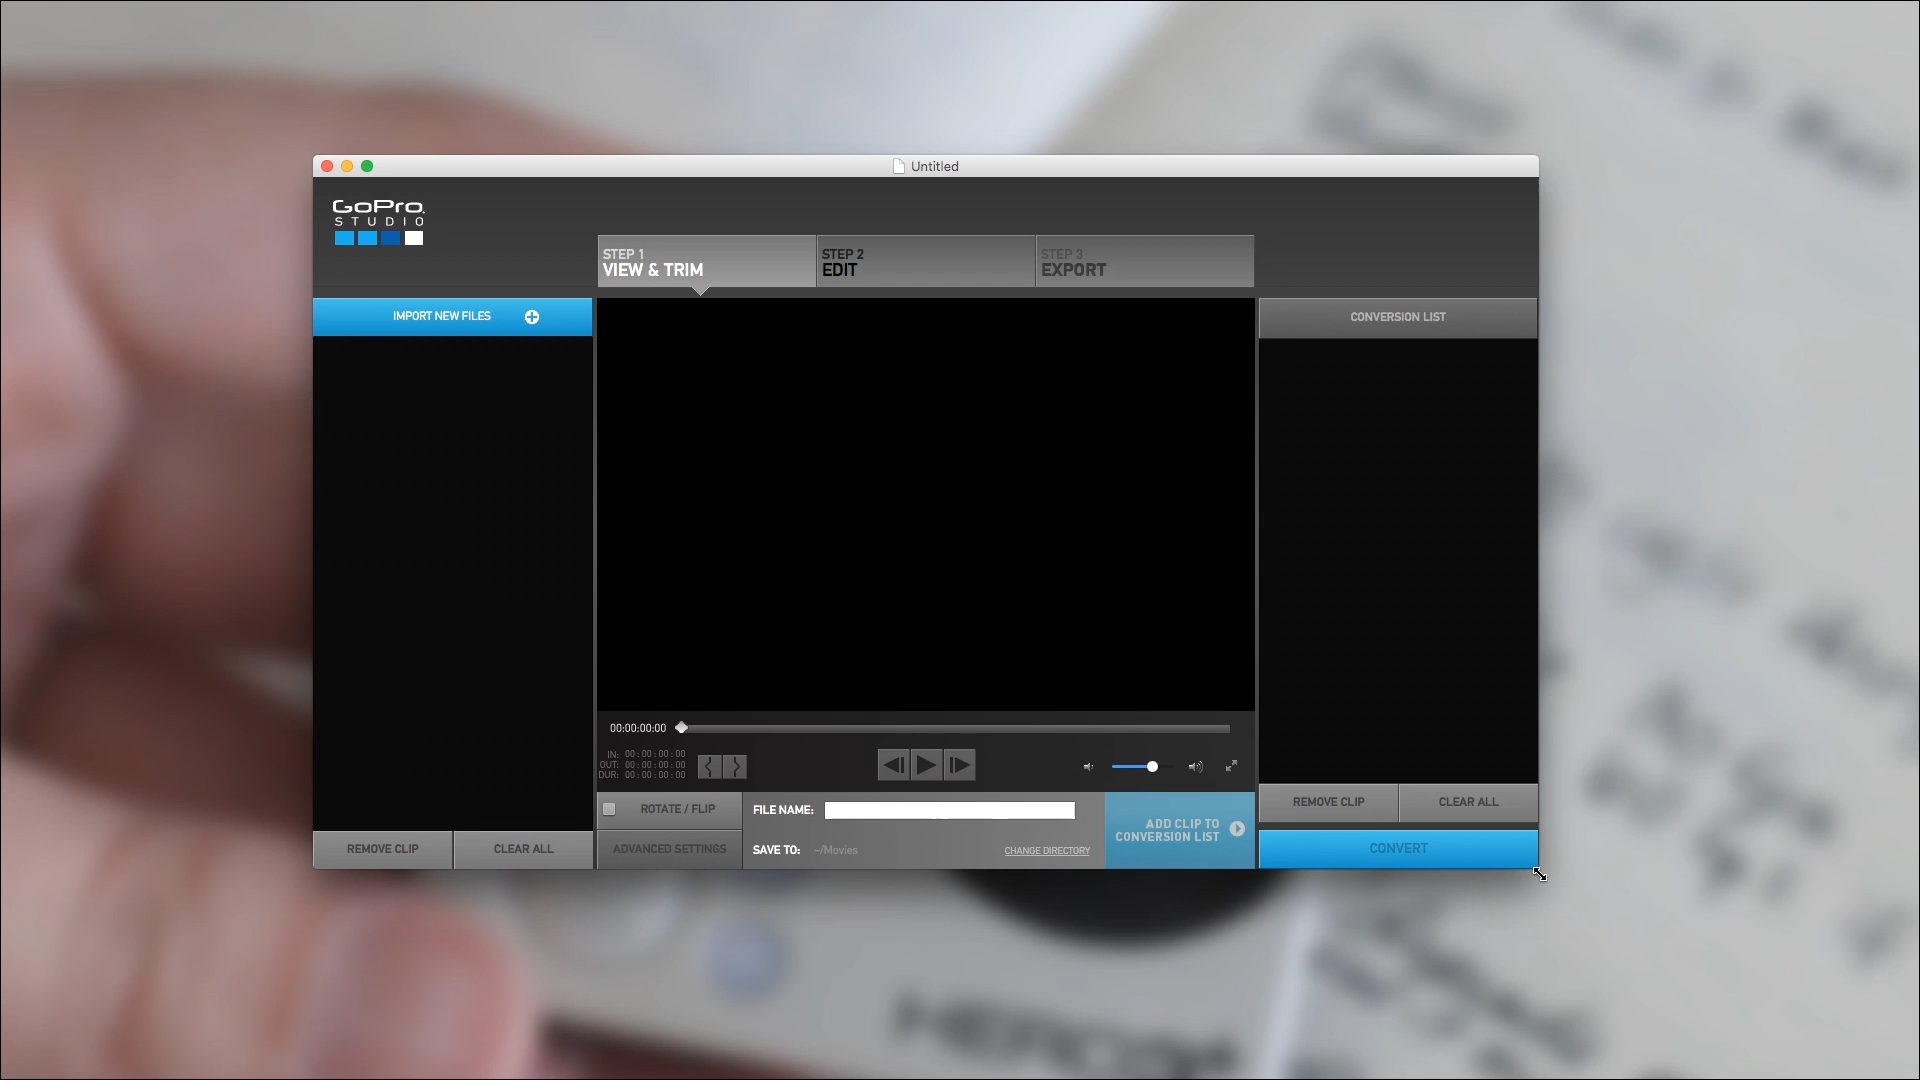 Untitled
GoPro
STUDIO
STEP 1
VIEW & TRIM
STEP 2
EDIT
STEP 3
EXPORT
IMPORT NEW FILES
CONVERSION LIST
00:00:00:00
IN: 00:00:00:00
OUT: 00:00:00:00
DUR: 00:00:00:00
ROTATE / FLIP
ADVANCED SETTINGS
FILE NAME:
SAVE TO: ~/Movies
CHANGE DIRECTORY
ADD CLIP TO
CONVERSION LIST
REMOVE CLIP
CLEAR ALL
REMOVE CLIP
CLEAR ALL
CONVERT